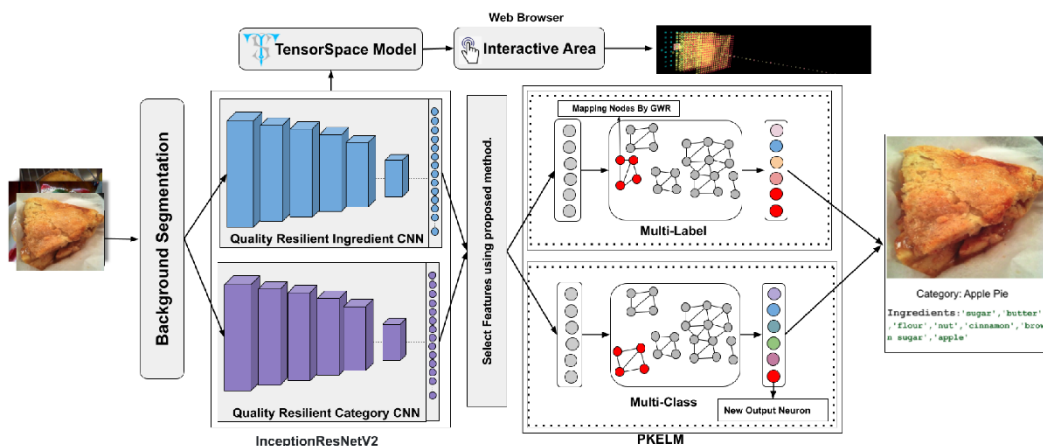 Web Browser
TensorSpace Model
Interactive Area
Background Segmentation
Quality Resilient Ingredient CNN
Quality Resilient Category CNN
InceptionResNetV2
Select Features using proposed method.
Mapping Nodes By GWR
Multi-Label
Multi-Class
New Output Neuron
PKELM
Category: Apple Pie
Ingredients:'sugar','butter'
,'flour','nut','cinnamon','brow
n sugar','apple'